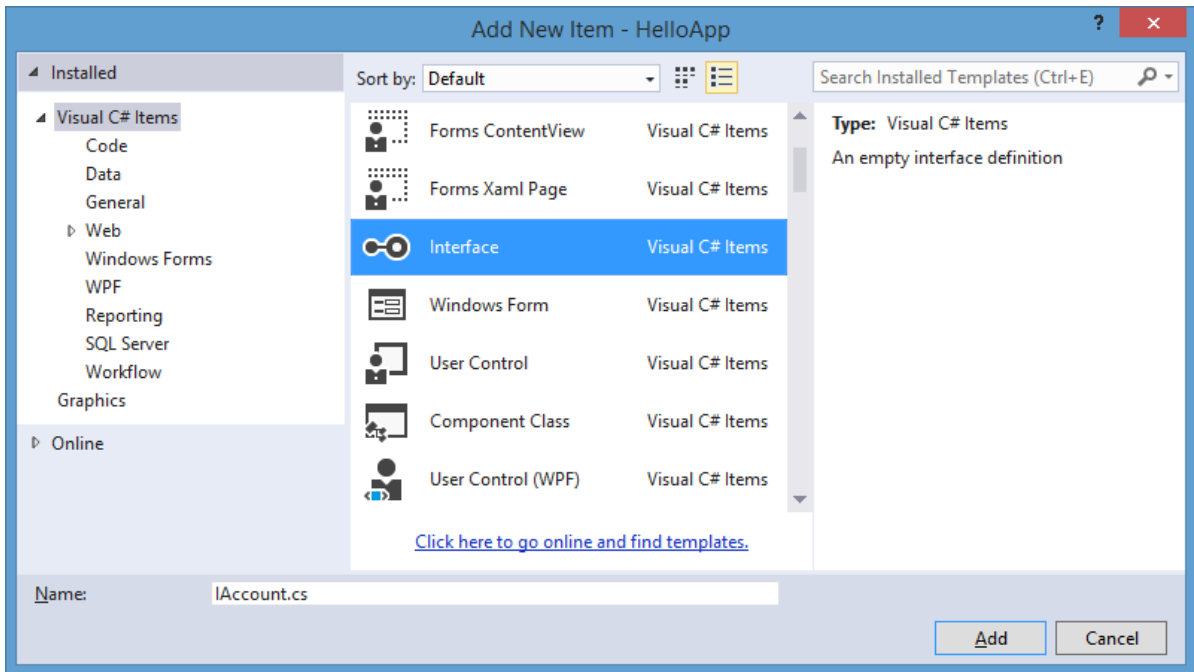 Add New Item - HelloApp
?
Installed
Visual C# Items
Code
Data
General
Web
Windows Forms
WPF
Reporting
SQL Server
Workflow
Graphics
Online
Sort by: Default
Search Installed Templates (Ctrl+E)
Forms ContentView Visual C# Items
Forms Xaml Page Visual C# Items
Interface Visual C# Items
Windows Form Visual C# Items
User Control Visual C# Items
Component Class Visual C# Items
User Control (WPF) Visual C# Items
Click here to go online and find templates.
Type: Visual C# Items
An empty interface definition
Name: IAccount.cs
Add Cancel